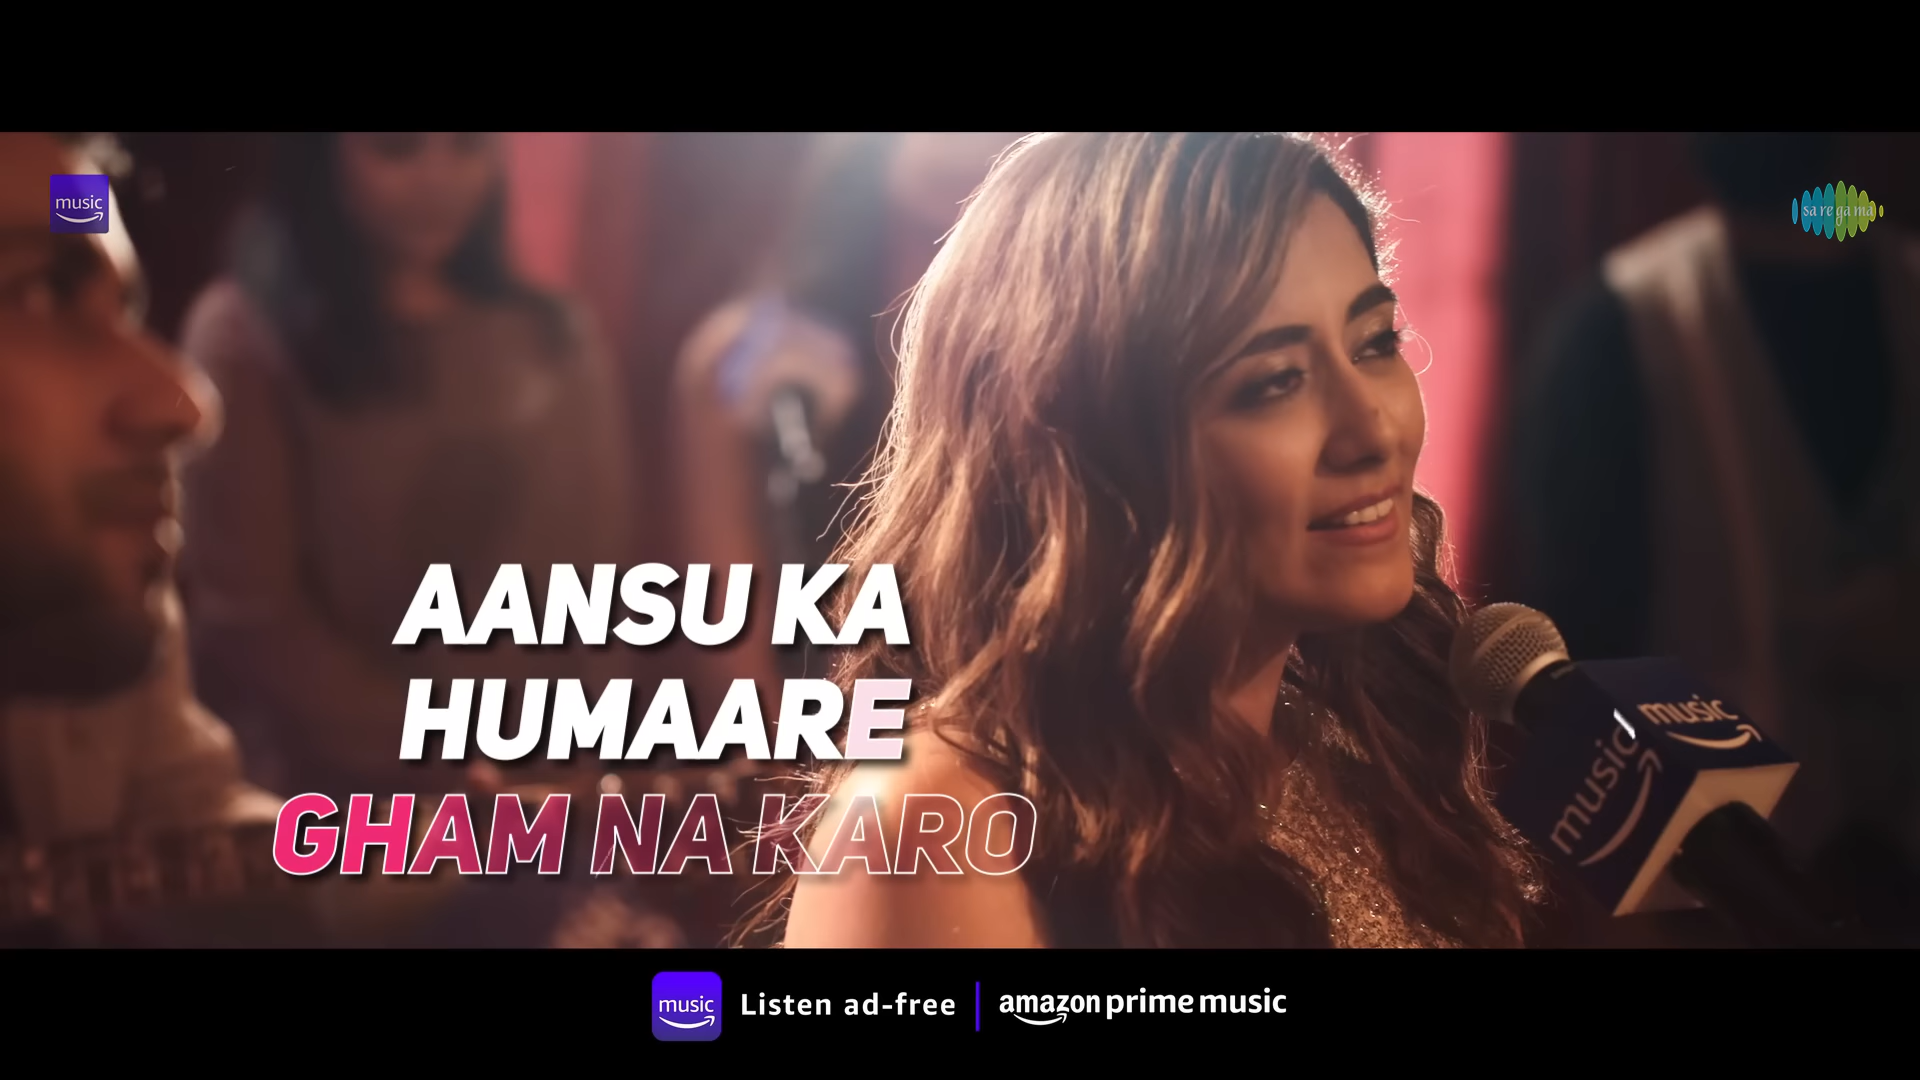 music
sa re ga ma
AANSU KA
HUMAARE
GHAM NA KARO
music
music
music
Listen ad-free
amazon prime music